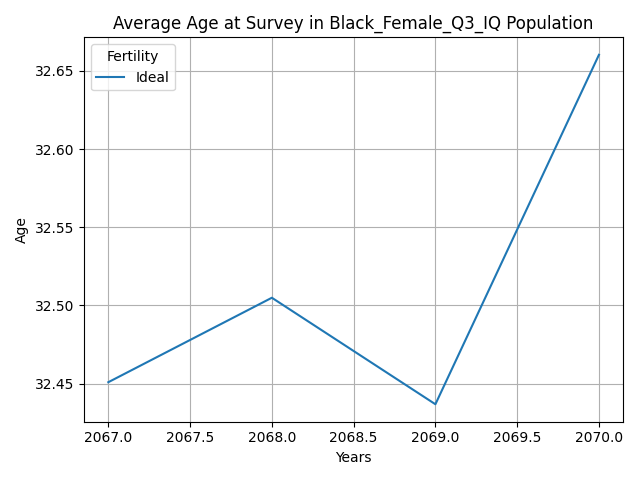 Average Age at Survey in Black_Female_Q3_IQ Population
Fertility
Ideal
32.65
32.60
32.55
32.50
32.45
Age
2067.0 2067.5 2068.0 2068.5 2069.0 2069.5 2070.0
Years